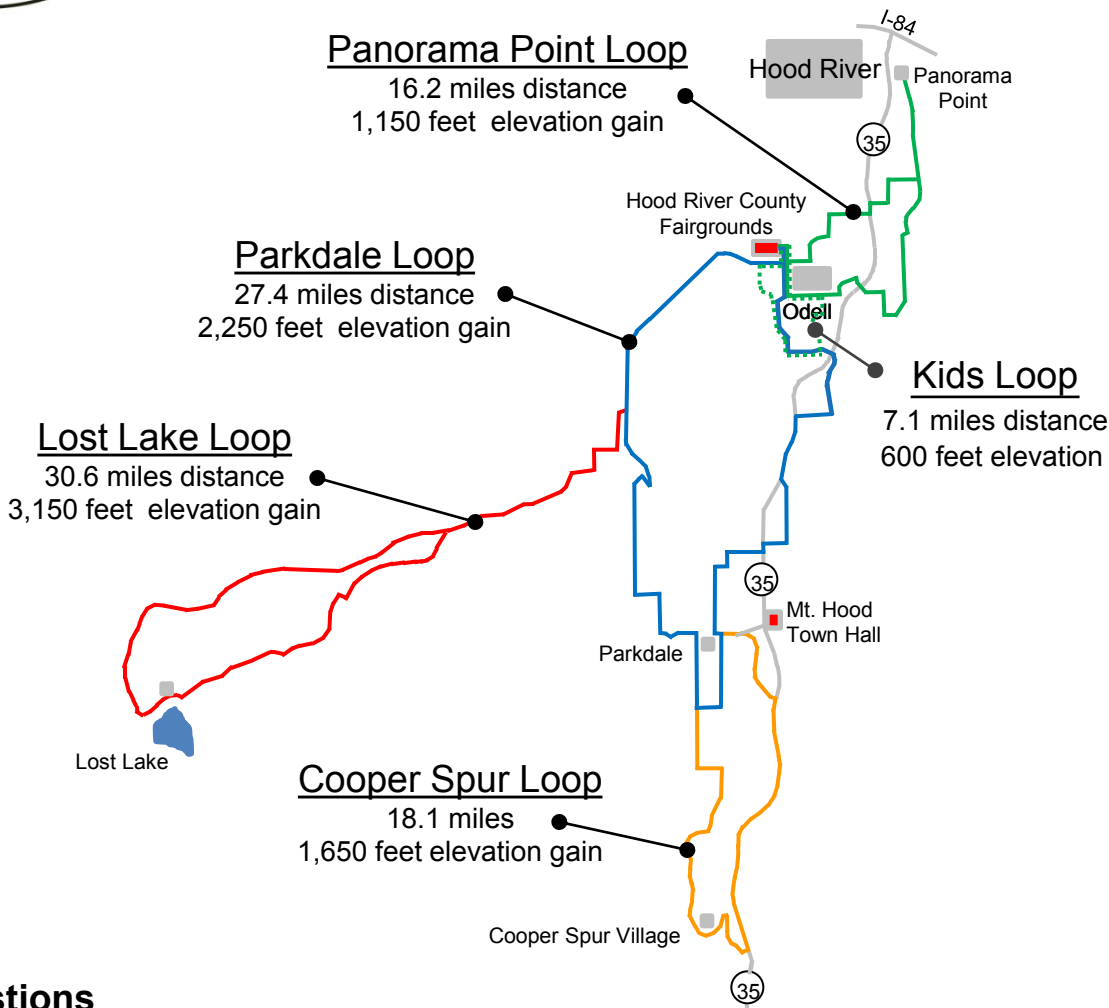 I-84
Panorama Point Loop
16.2 miles distance
1,150 feet elevation gain
Hood River
Panorama
Point
35
Hood River County
Fairgrounds
Parkdale Loop
27.4 miles distance
2,250 feet elevation gain
Odell
Kids Loop
7.1 miles distance
600 feet elevation
Lost Lake Loop
30.6 miles distance
3,150 feet elevation gain
35
Mt. Hood
Town Hall
Parkdale
Lost Lake
Cooper Spur Loop
18.1 miles
1,650 feet elevation gain
Cooper Spur Village
35